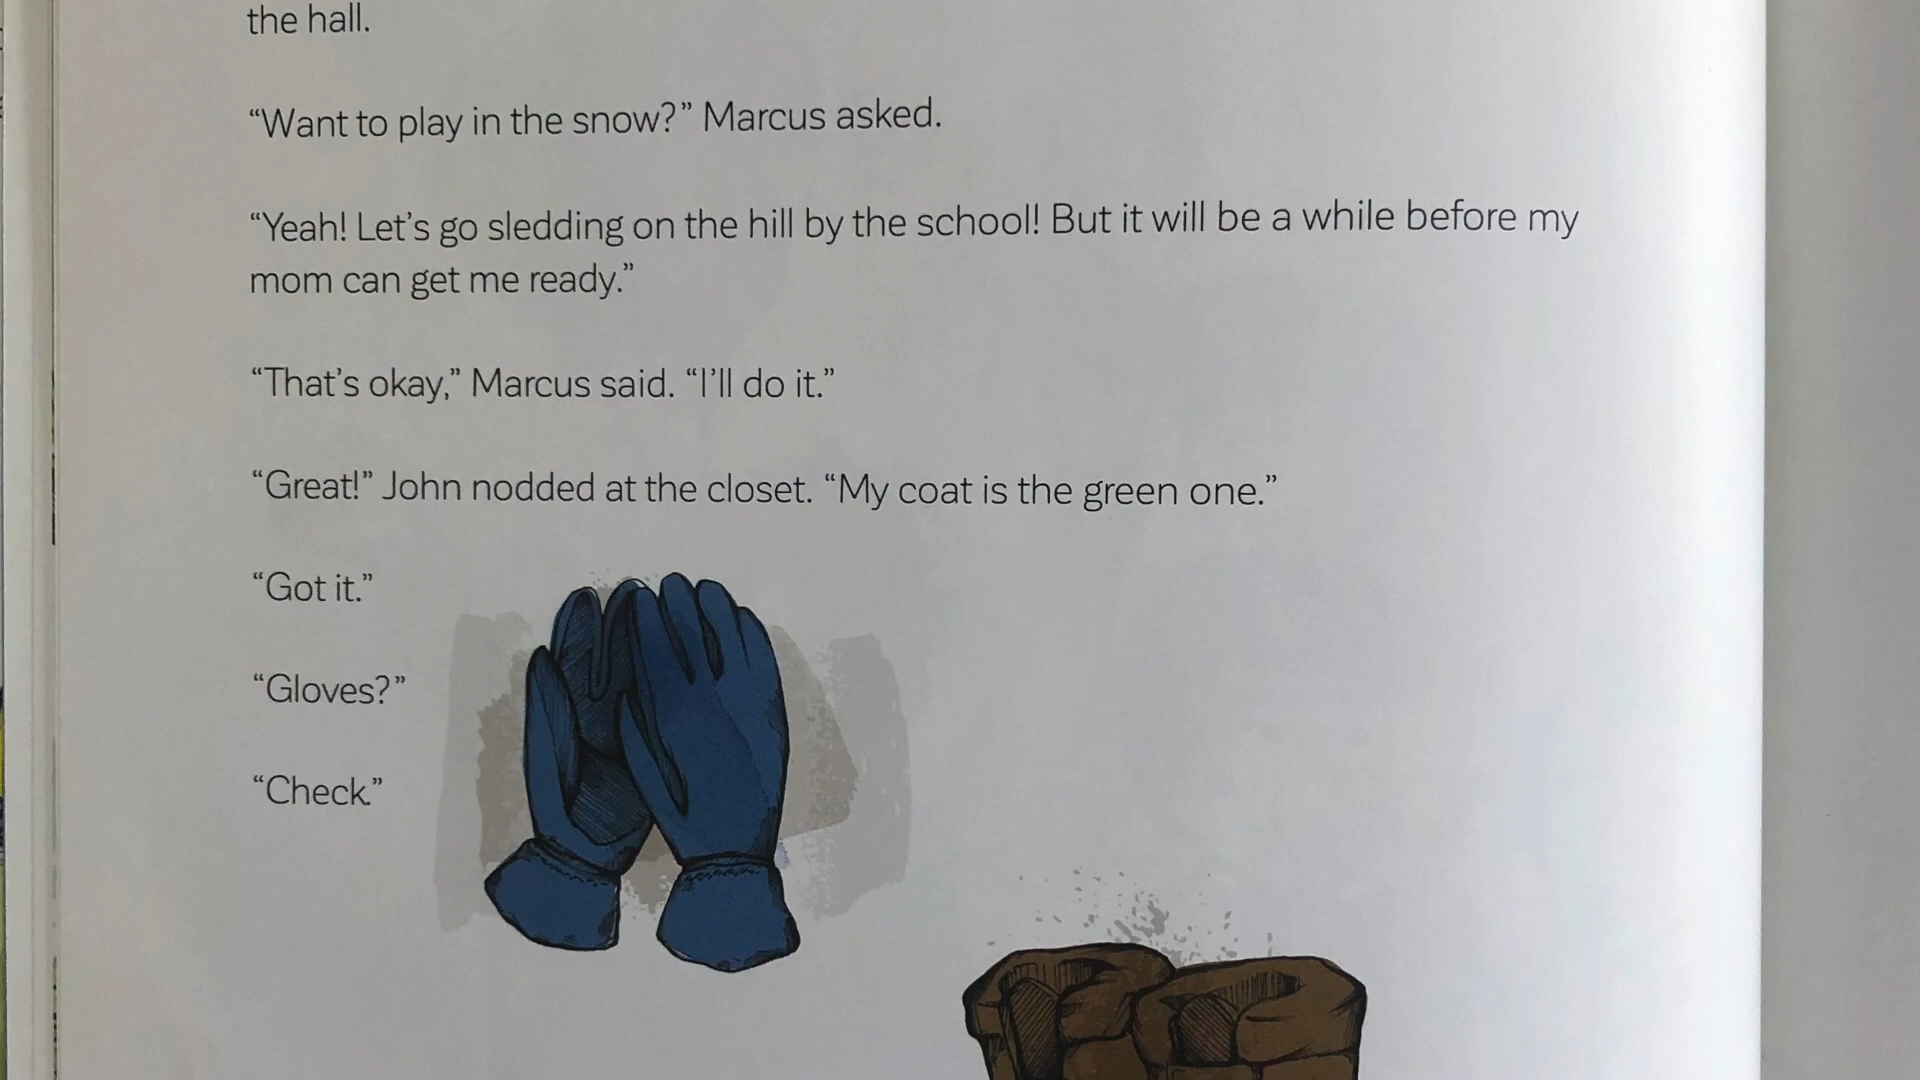 the hall.
“Want to play in the snow?” Marcus asked.
“Yeah! Let’s go sledding on the hill by the school! But it will be a while before my
mom can get me ready.”
“That’s okay,” Marcus said. “I’ll do it.”
“Great!” John nodded at the closet. “My coat is the green one.”
“Got it.”
“Gloves?”
“Check.”